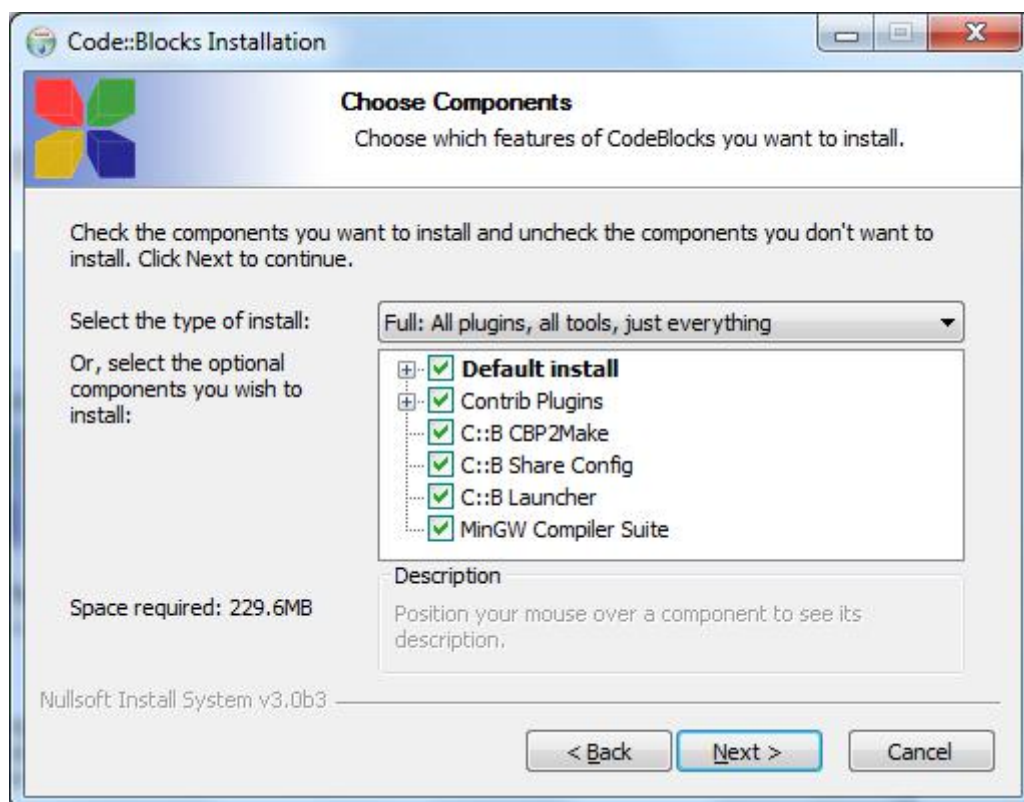 Code::Blocks Installation
Choose Components
Choose which features of CodeBlocks you want to install.
Check the components you want to install and uncheck the components you don't want to
install. Click Next to continue.
Select the type of install:
Full: All plugins, all tools, just everything
Or, select the optional
components you wish to
install:
Default install
Contrib Plugins
C::B CBP2Make
C::B Share Config
C::B Launcher
MinGW Compiler Suite
Space required: 229.6MB
Description
Position your mouse over a component to see its
description.
Nullsoft Install System v3.0b3
< Back
Next >
Cancel